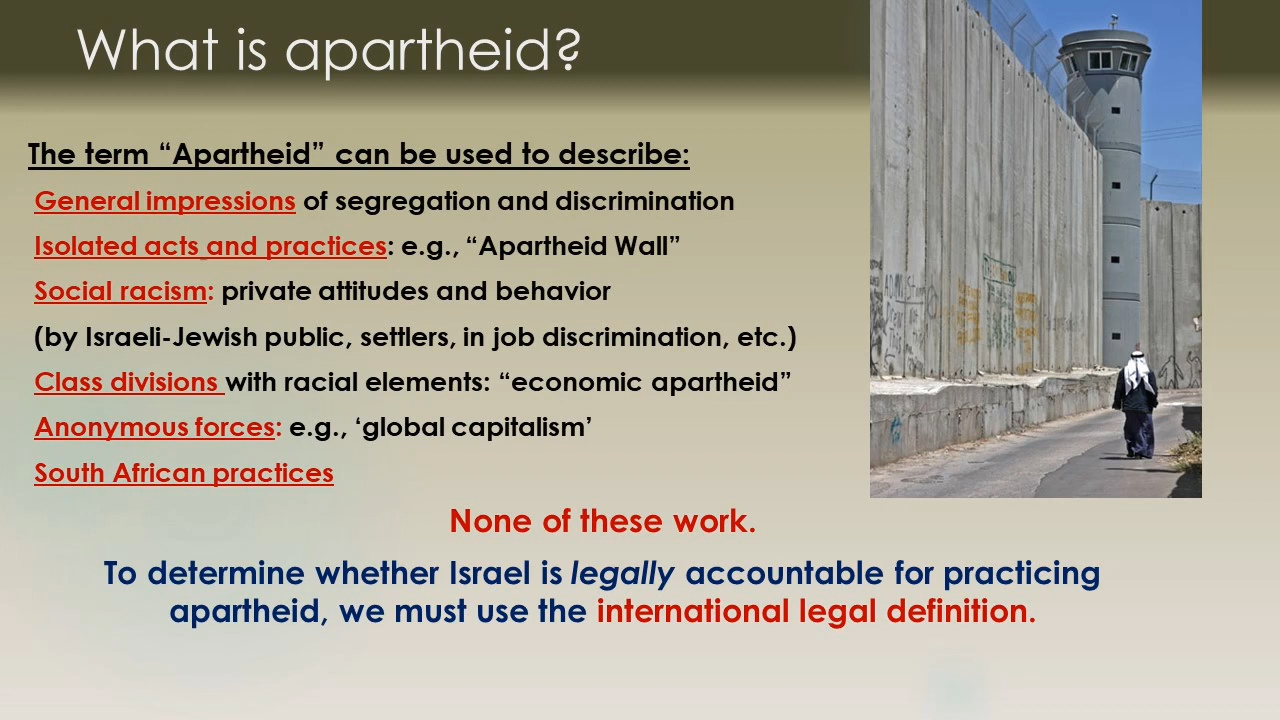 What is apartheid?
The term “Apartheid” can be used to describe:
General impressions of segregation and discrimination
Isolated acts and practices: e.g., “Apartheid Wall”
Social racism: private attitudes and behavior
(by Israeli-Jewish public, settlers, in job discrimination, etc.)
Class divisions with racial elements: “economic apartheid”
Anonymous forces: e.g., ‘global capitalism’
South African practices
None of these work.
To determine whether Israel is legally accountable for practicing
apartheid, we must use the international legal definition.